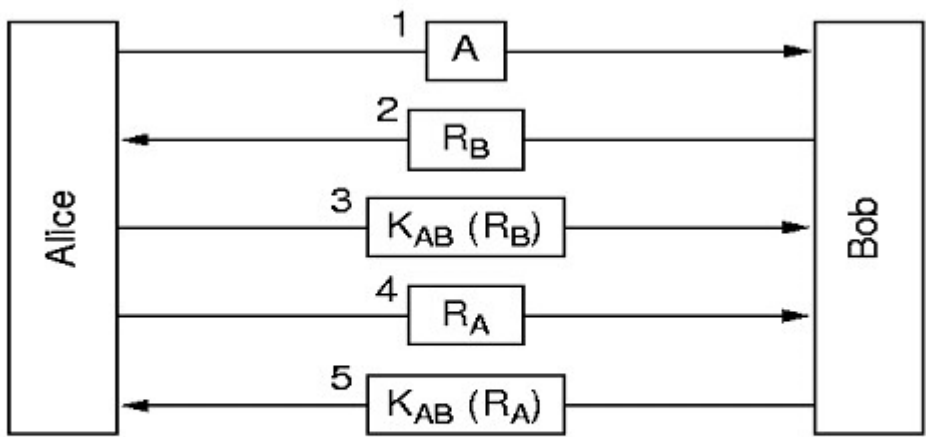 1
A
2
R_B
3
K_AB (R_B)
4
R_A
5
K_AB (R_A)
Alice
Bob